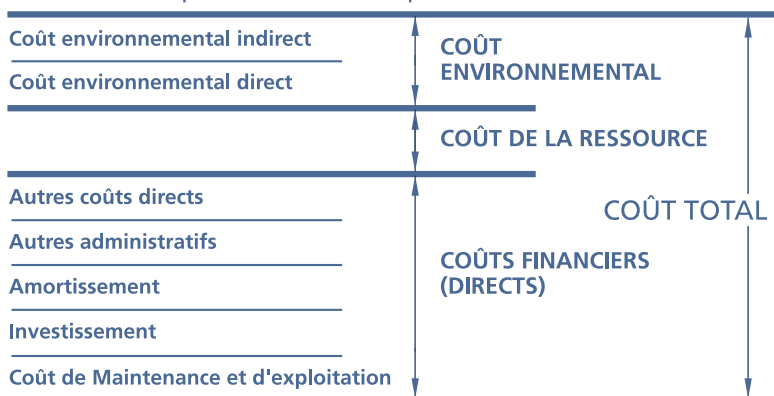 Coût environnemental indirect
Coût environnemental direct
COÛT
ENVIRONNEMENTAL
COÛT DE LA RESSOURCE
Autres coûts directs
Autres administratifs
Amortissement
Investissement
Coût de Maintenance et d'exploitation
COÛTS FINANCIERS
(DIRECTS)
COÛT TOTAL